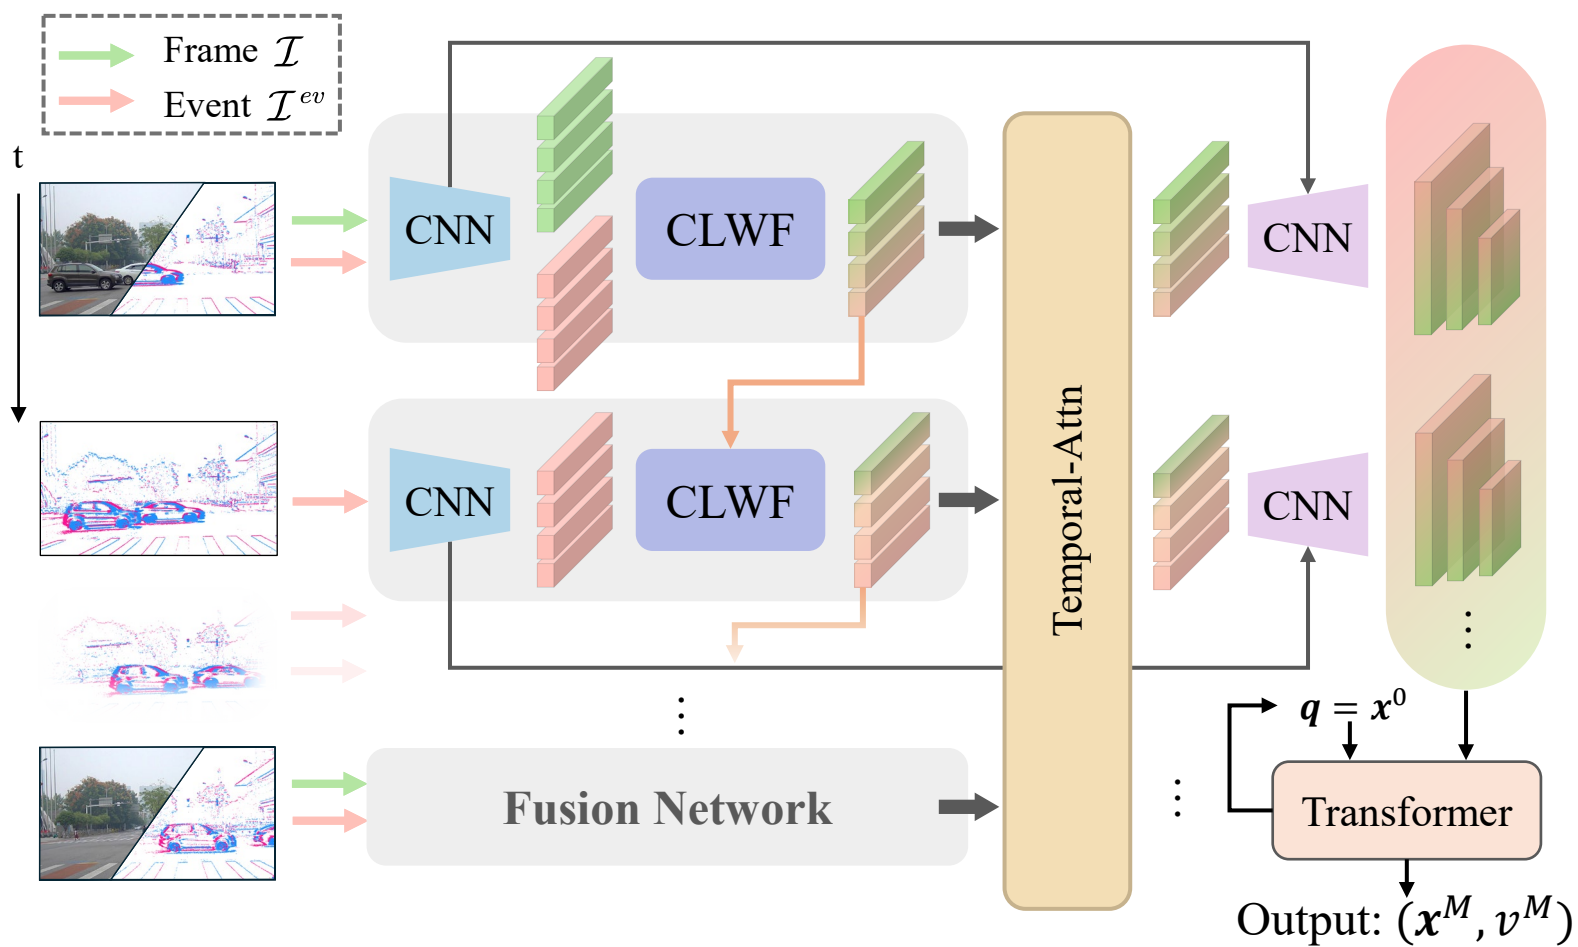 Frame ℐ
Event ℐ^{ev}
t
CNN
CLWF
CNN
CNN
CLWF
Temporal-Attn
CNN
⋮
⋮
q = x^0
Fusion Network
⋮
Transformer
Output: (x^M, v^M)